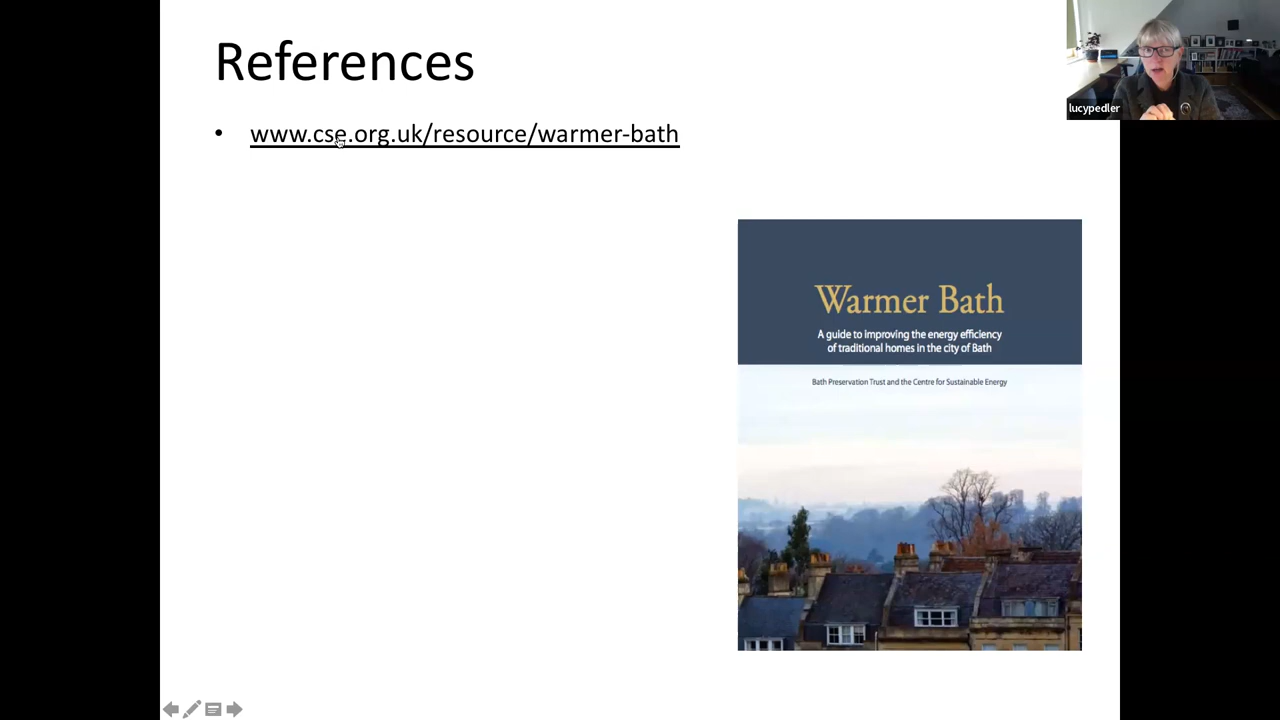 References
• www.cse.org.uk/resource/warmer-bath
lucypedler
Warmer Bath
A guide to improving the energy efficiency
of traditional homes in the city of Bath
Bath Preservation Trust and the Centre for Sustainable Energy